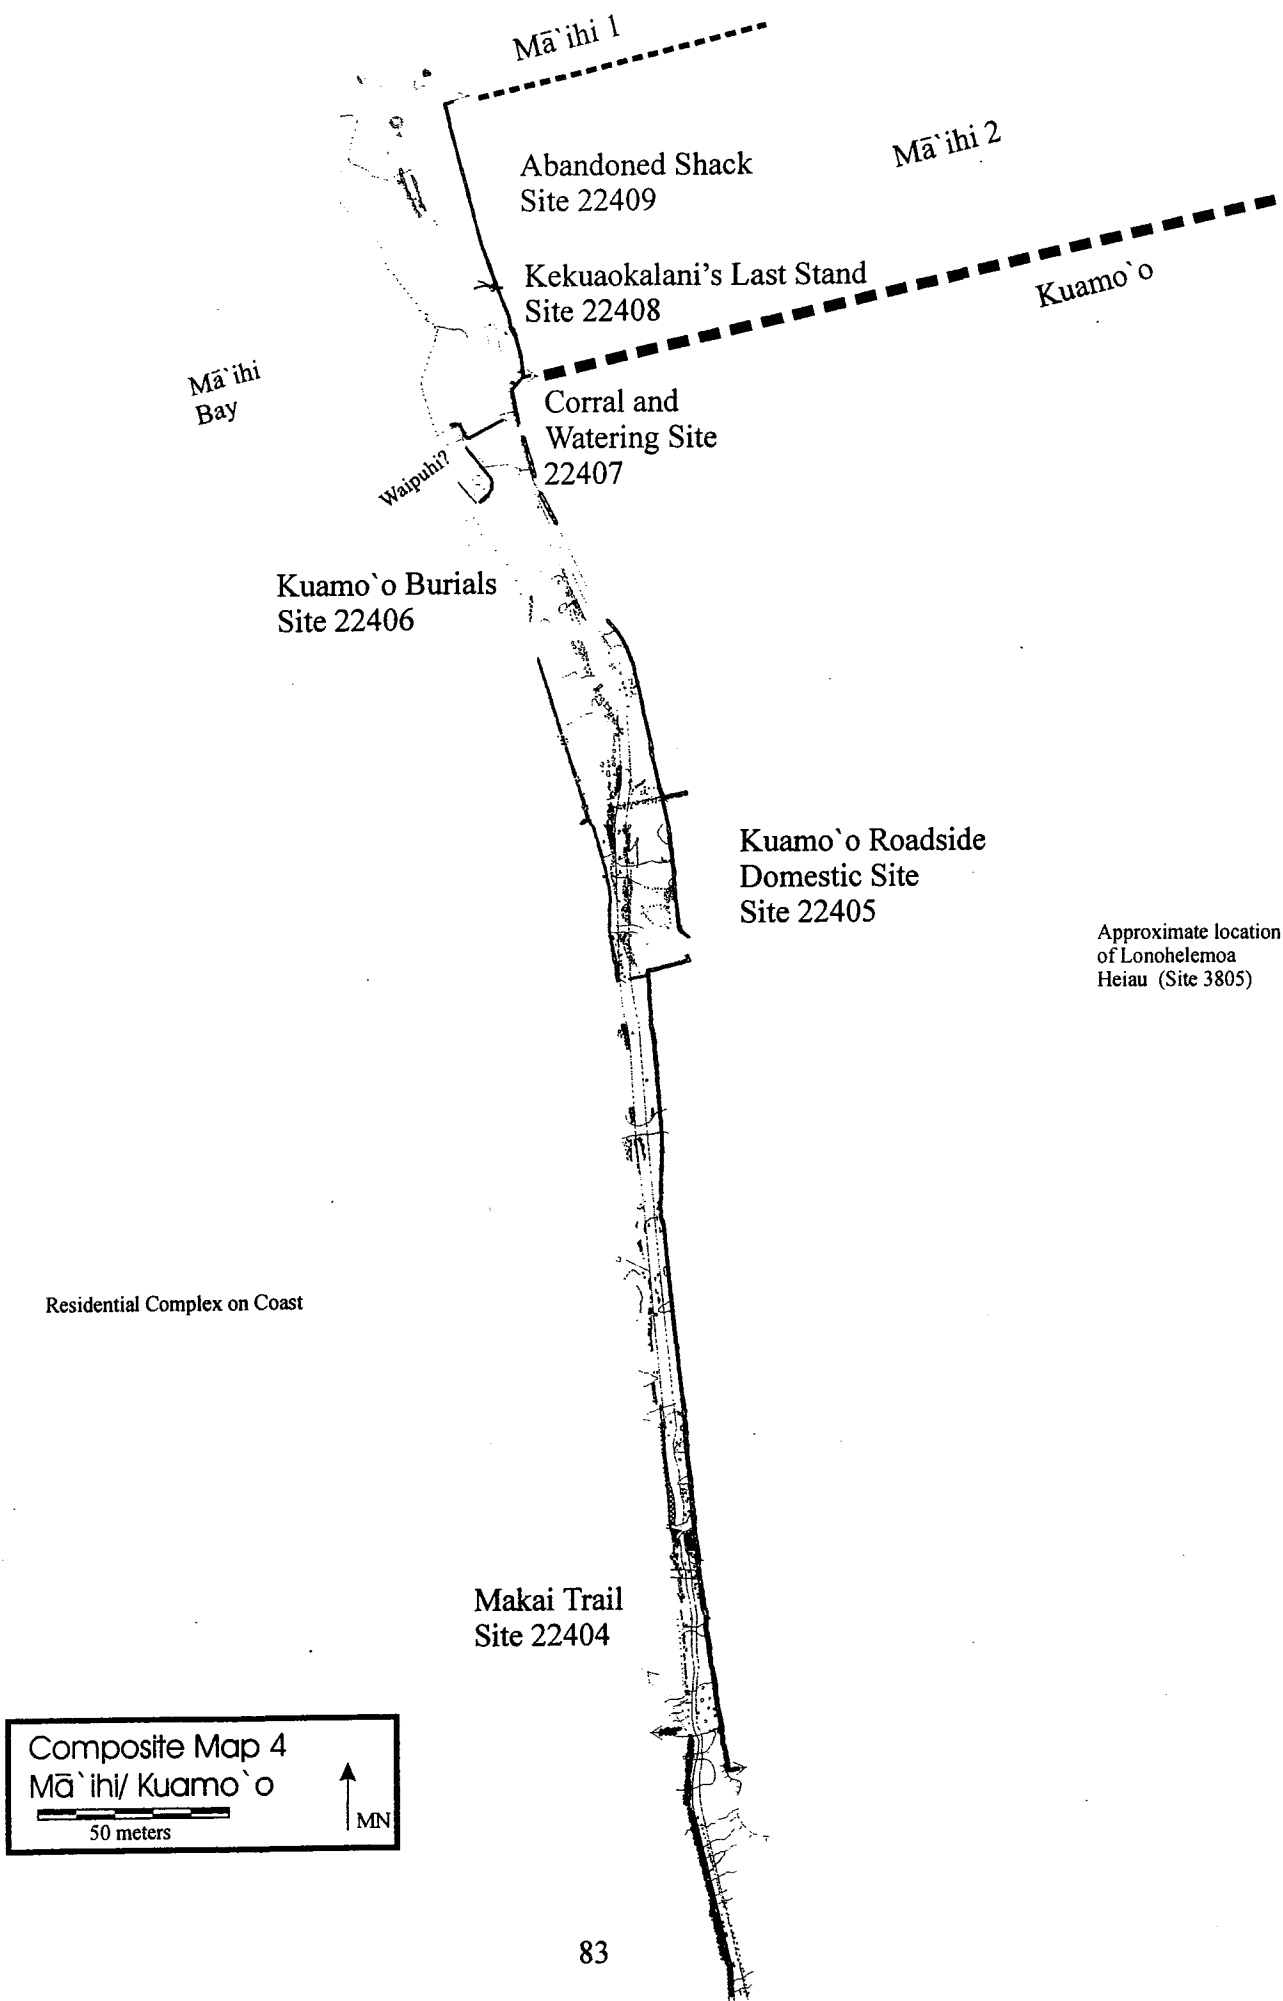 Mā`ihi 1
Mā`ihi 2
Abandoned Shack
Site 22409
Kekuaokalani's Last Stand
Site 22408
Kuamo`o
Mā`ihi
Bay
Corral and
Watering Site
22407
Waipuhi?
Kuamo`o Burials
Site 22406
Kuamo`o Roadside
Domestic Site
Site 22405
Approximate location
of Lonohelemoa
Heiau (Site 3805)
Residential Complex on Coast
Makai Trail
Site 22404
Composite Map 4
Mā`ihi/ Kuamo`o
50 meters
MN
83